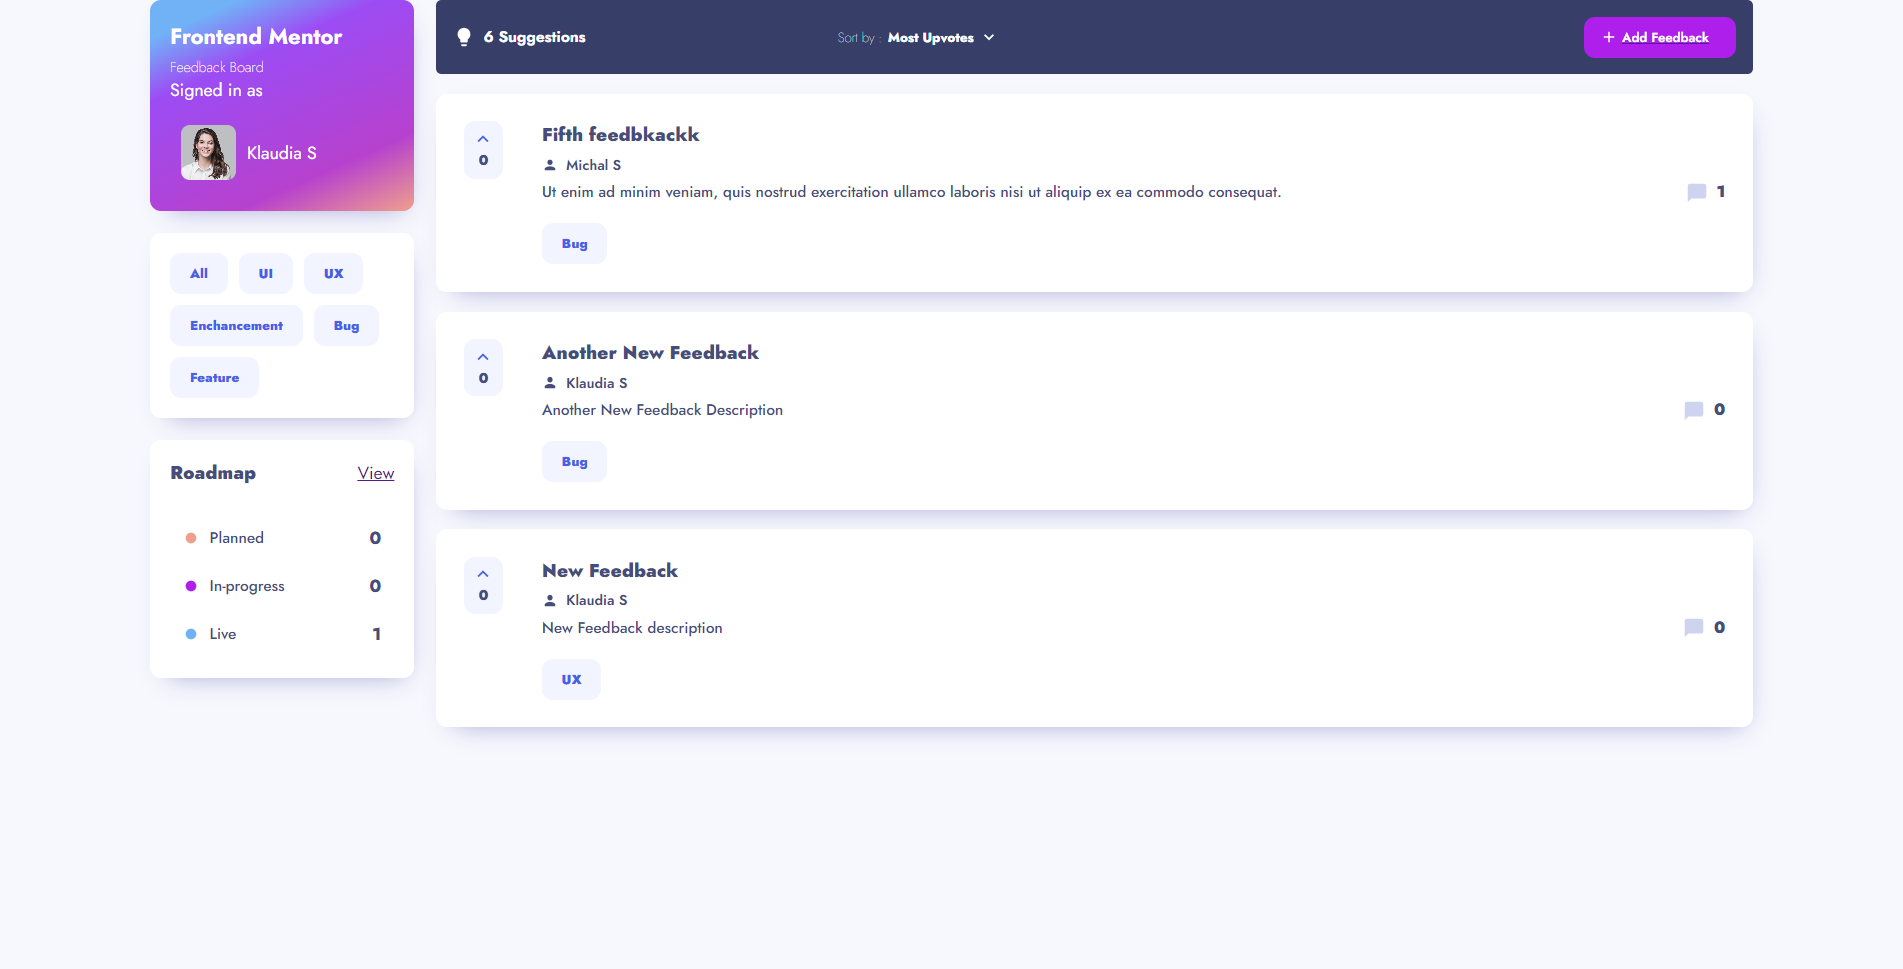 Frontend Mentor
Feedback Board
Signed in as
Klaudia S
All
UI
UX
Enchancement
Bug
Feature
Roadmap
View
Planned
0
In-progress
0
Live
1
6 Suggestions
Sort by : Most Upvotes
+ Add Feedback
0
Fifth feedbkackk
Michal S
Ut enim ad minim veniam, quis nostrud exercitation ullamco laboris nisi ut aliquip ex ea commodo consequat.
1
Bug
0
Another New Feedback
Klaudia S
Another New Feedback Description
0
Bug
0
New Feedback
Klaudia S
New Feedback description
0
UX